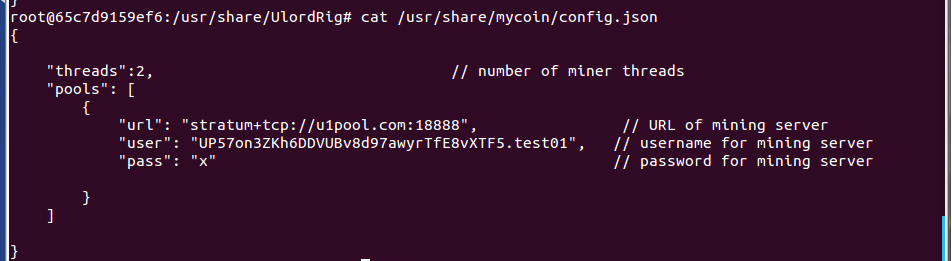 }
root@65c7d9159ef6:/usr/share/UlordRig# cat /usr/share/mycoin/config.json
{
"threads":2, // number of miner threads
"pools": [
{
"url": "stratum+tcp://u1pool.com:18888", // URL of mining server
"user": "UP57on3ZKh6DDVUBv8d97awyrTfE8vXTF5.test01", // username for mining server
"pass": "x" // password for mining server
}
]
}